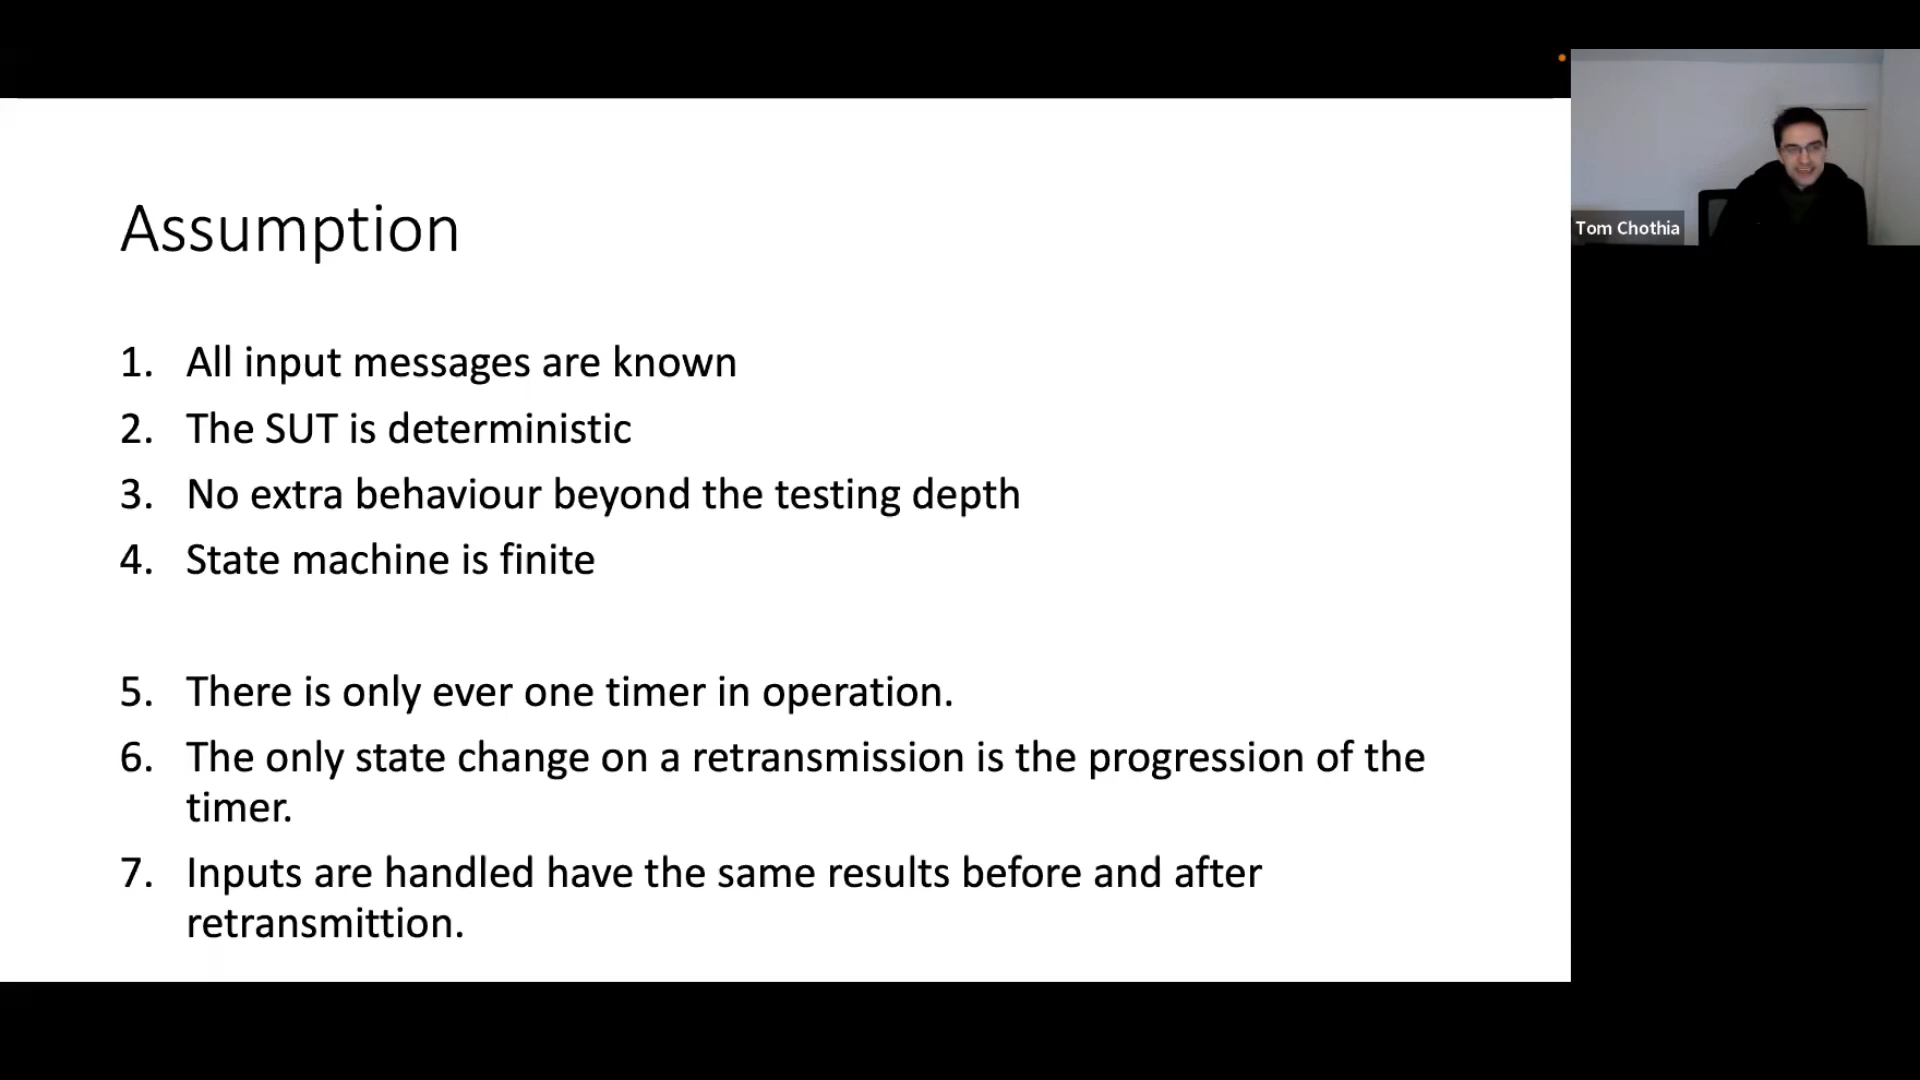 Assumption
Tom Chothia
1. All input messages are known
2. The SUT is deterministic
3. No extra behaviour beyond the testing depth
4. State machine is finite
5. There is only ever one timer in operation.
6. The only state change on a retransmission is the progression of the
timer.
7. Inputs are handled have the same results before and after
retransmittion.